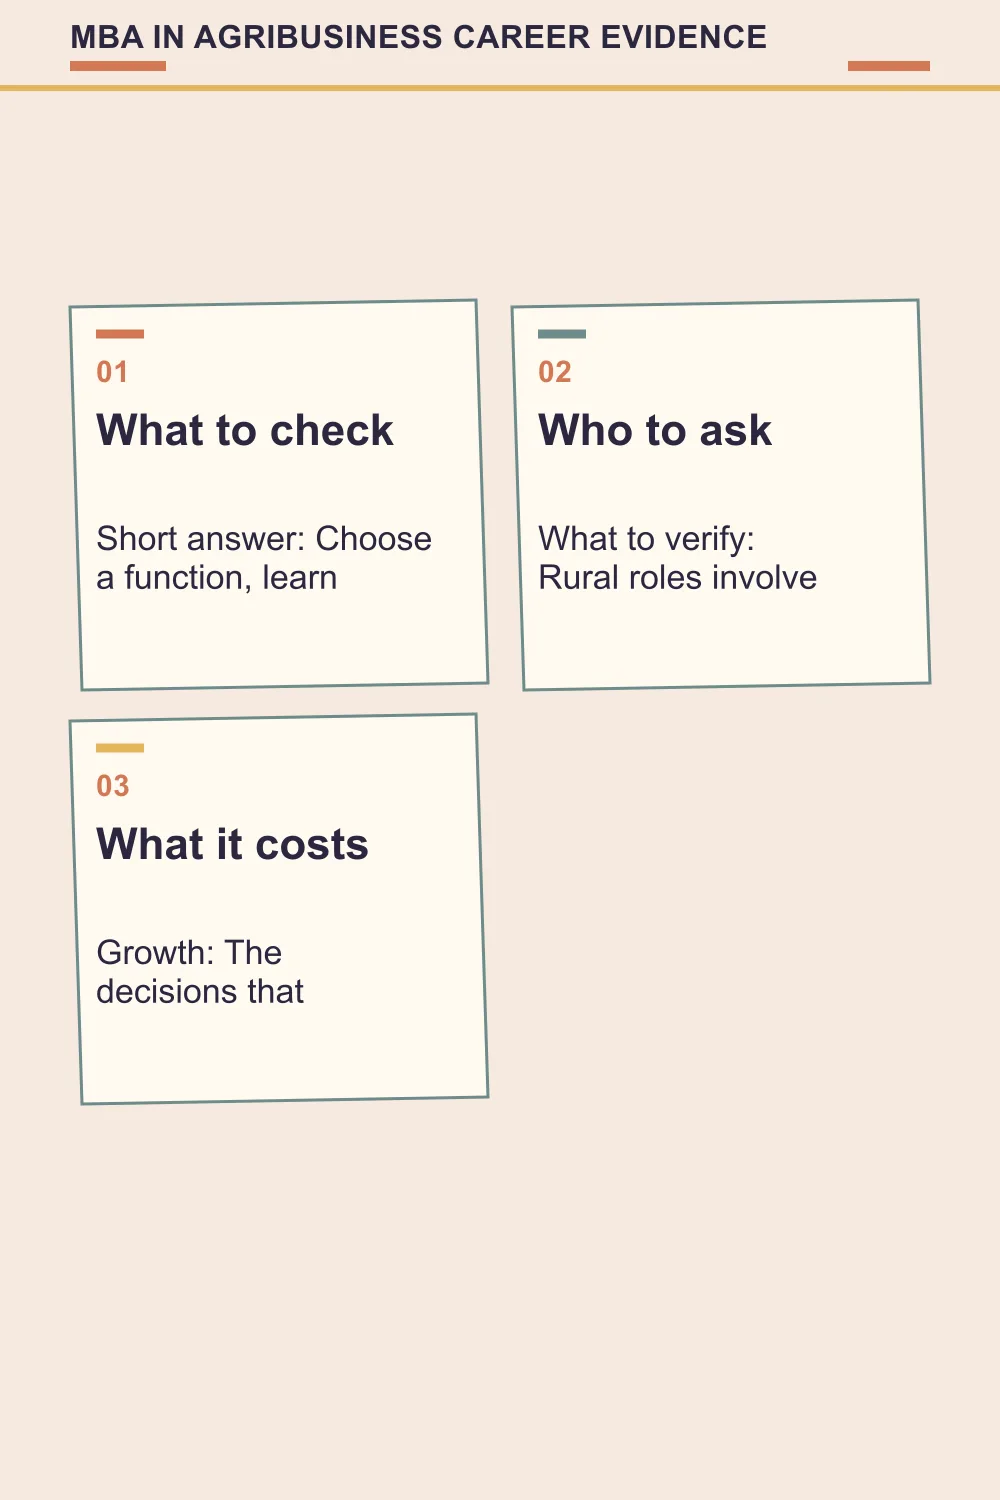 MBA IN AGRIBUSINESS CAREER EVIDENCE
01
What to check
Short answer: Choose
a function, learn
02
Who to ask
What to verify:
Rural roles involve
03
What it costs
Growth: The
decisions that